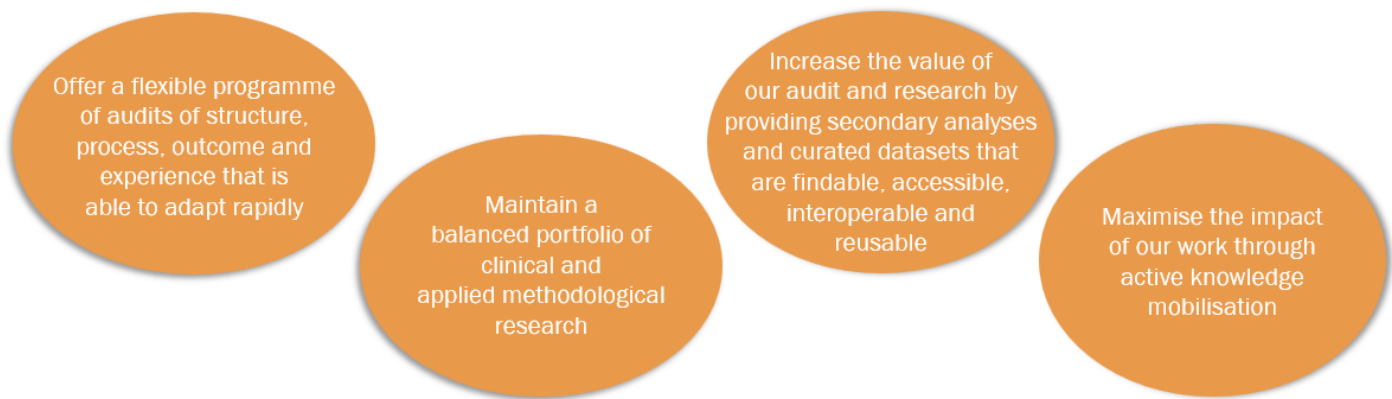 Offer a flexible programme
of audits of structure,
process, outcome and
experience that is
able to adapt rapidly
Maintain a
balanced portfolio of
clinical and
applied methodological
research
Increase the value of
our audit and research by
providing secondary analyses
and curated datasets that
are findable, accessible,
interoperable and
reusable
Maximise the impact
of our work through
active knowledge
mobilisation